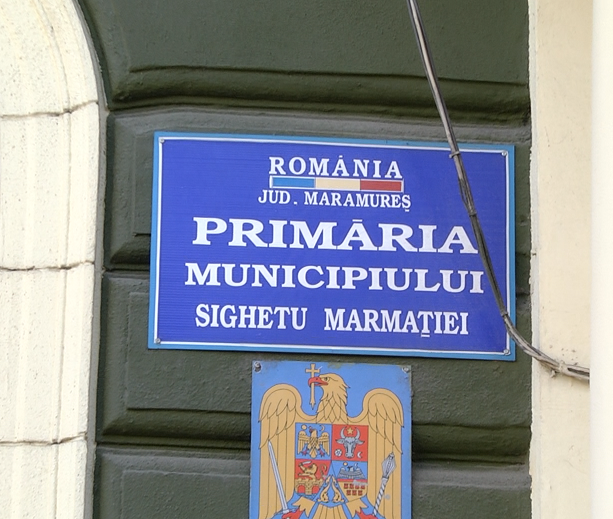 ROMÂNIA
JUD. MARAMUREȘ
PRIMĂRIA
MUNICIPIULUI
SIGHETU MARMAȚIEI